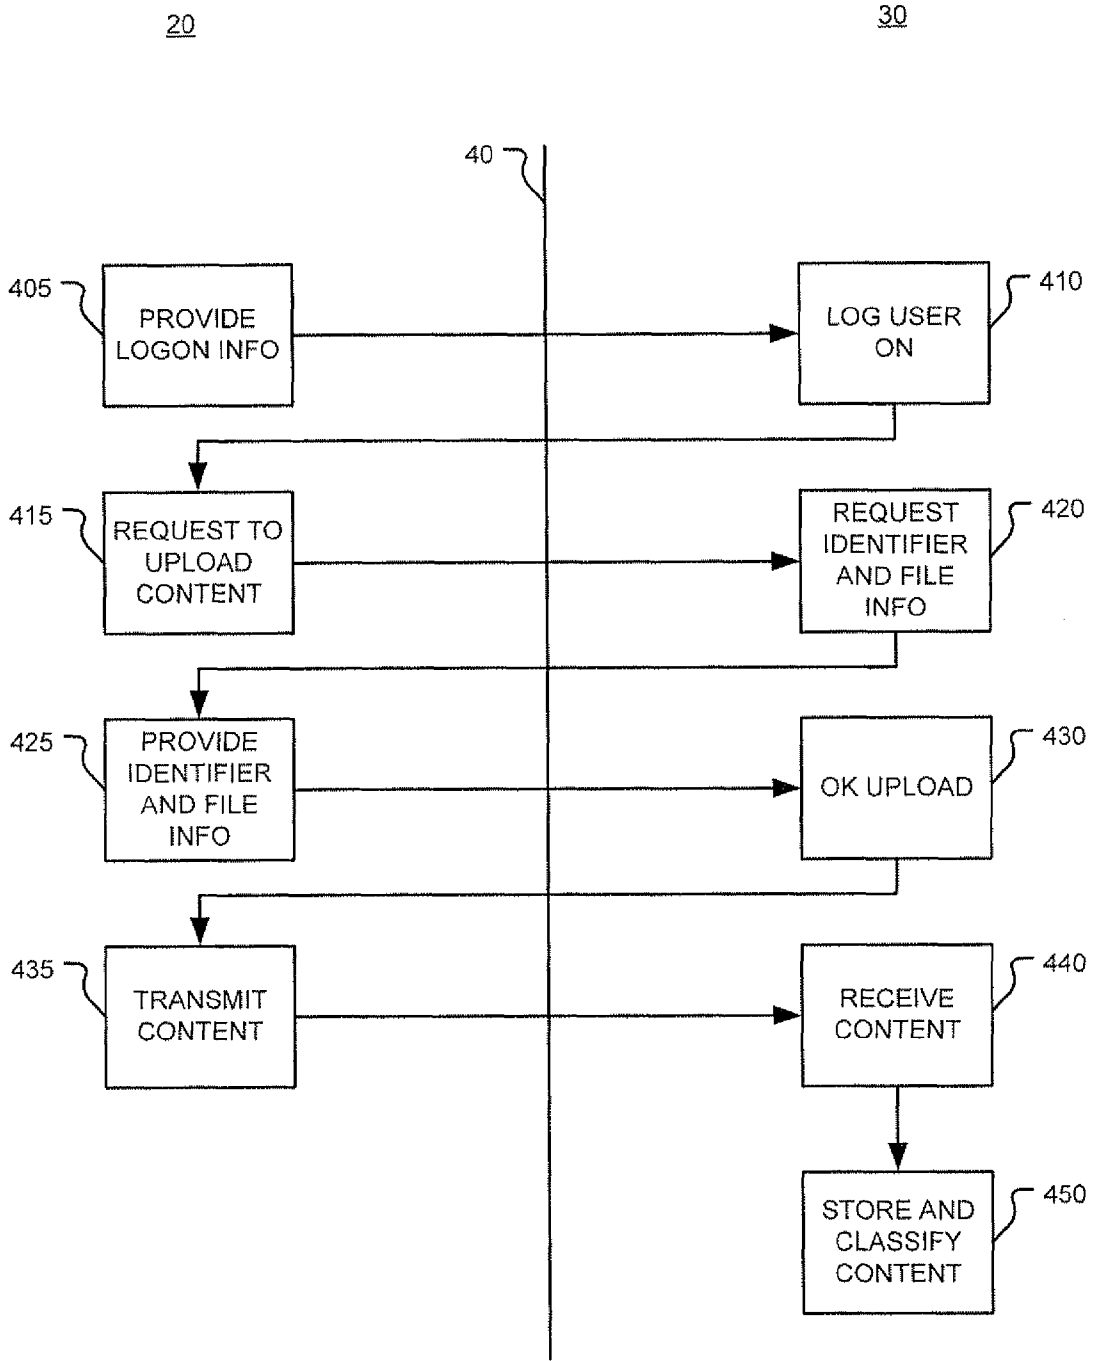 20
30
40
405
PROVIDE
LOGON INFO
LOG USER
ON
410
415
REQUEST TO
UPLOAD
CONTENT
REQUEST
IDENTIFIER
AND FILE
INFO
420
425
PROVIDE
IDENTIFIER
AND FILE
INFO
OK UPLOAD
430
435
TRANSMIT
CONTENT
RECEIVE
CONTENT
440
STORE AND
CLASSIFY
CONTENT
450